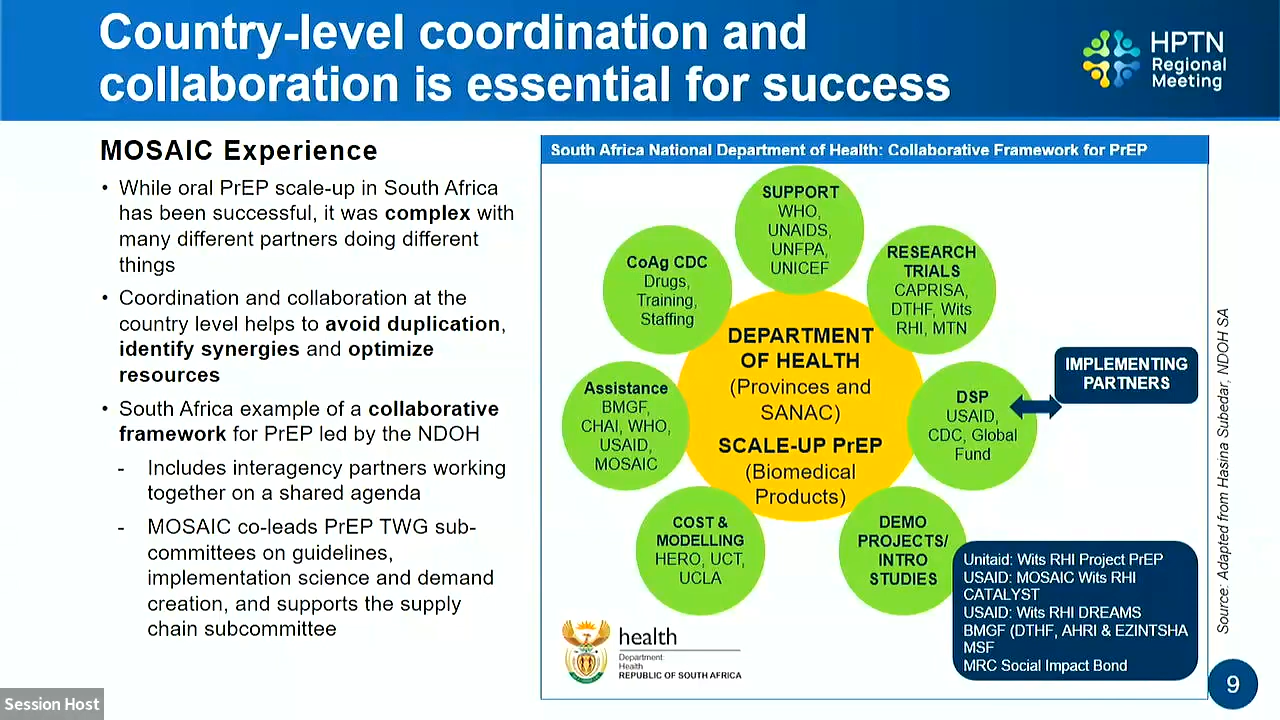 Country-level coordination and
collaboration is essential for success
HPTN
Regional
Meeting
MOSAIC Experience
• While oral PrEP scale-up in South Africa
has been successful, it was complex with
many different partners doing different
things
• Coordination and collaboration at the
country level helps to avoid duplication,
identify synergies and optimize
resources
• South Africa example of a collaborative
framework for PrEP led by the NDOH
- Includes interagency partners working
together on a shared agenda
- MOSAIC co-leads PrEP TWG sub-
committees on guidelines,
implementation science and demand
creation, and supports the supply
chain subcommittee
South Africa National Department of Health: Collaborative Framework for PrEP
SUPPORT
WHO,
UNAIDS,
UNFPA,
UNICEF
RESEARCH
TRIALS
CAPRISA,
DTHF, Wits
RHI, MTN
DSP
USAID,
CDC, Global
Fund
IMPLEMENTING
PARTNERS
DEMO
PROJECTS/
INTRO
STUDIES
Unitaid: Wits RHI Project PrEP
USAID: MOSAIC Wits RHI
CATALYST
USAID: Wits RHI DREAMS
BMGF (DTHF, AHRI & EZINTSHA
MSF
MRC Social Impact Bond
COST &
MODELLING
HERO, UCT,
UCLA
Assistance
BMGF,
CHAI, WHO,
USAID,
MOSAIC
CoAg CDC
Drugs,
Training,
Staffing
DEPARTMENT
OF HEALTH
(Provinces and
SANAC)
SCALE-UP PrEP
(Biomedical
Products)
health
Department:
Health
REPUBLIC OF SOUTH AFRICA
Source: Adapted from Hasina Subedar, NDOH SA
9
Session Host